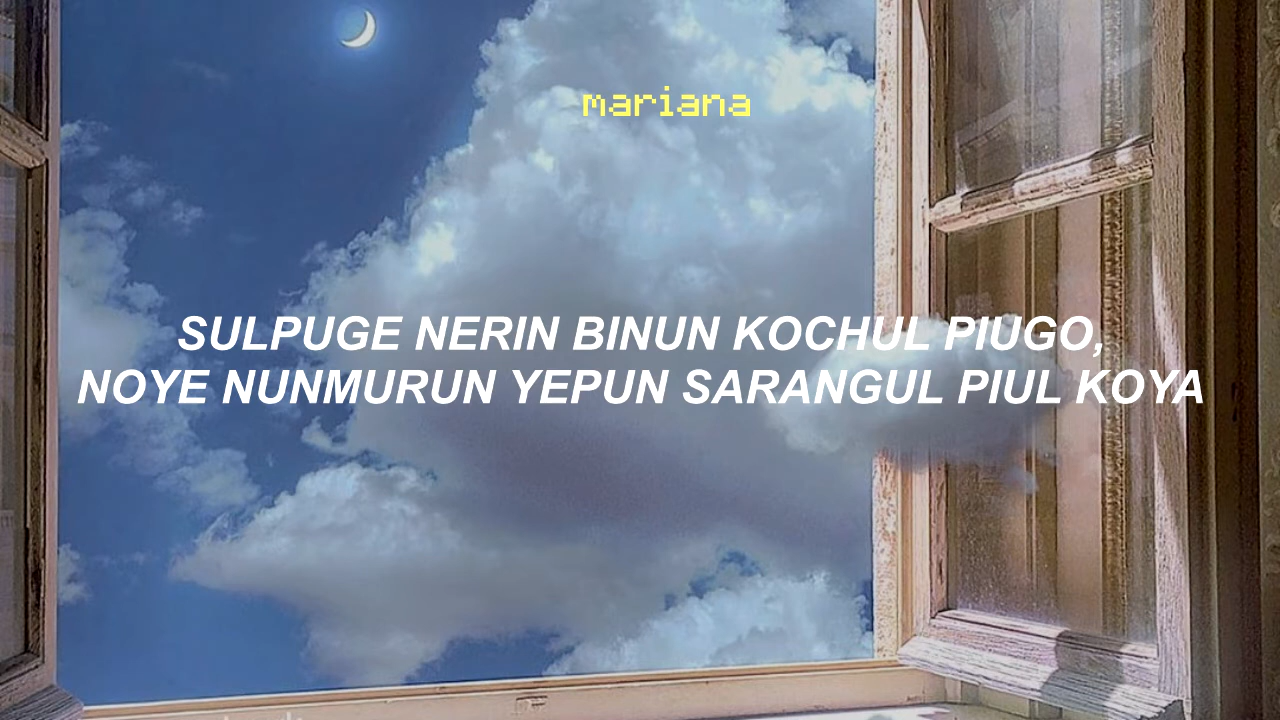 mariana
SULPUGE NERIN BINUN KOCHUL PIUGO,
NOYE NUNMURUN YEPUN SARANGUL PIUL KOYA